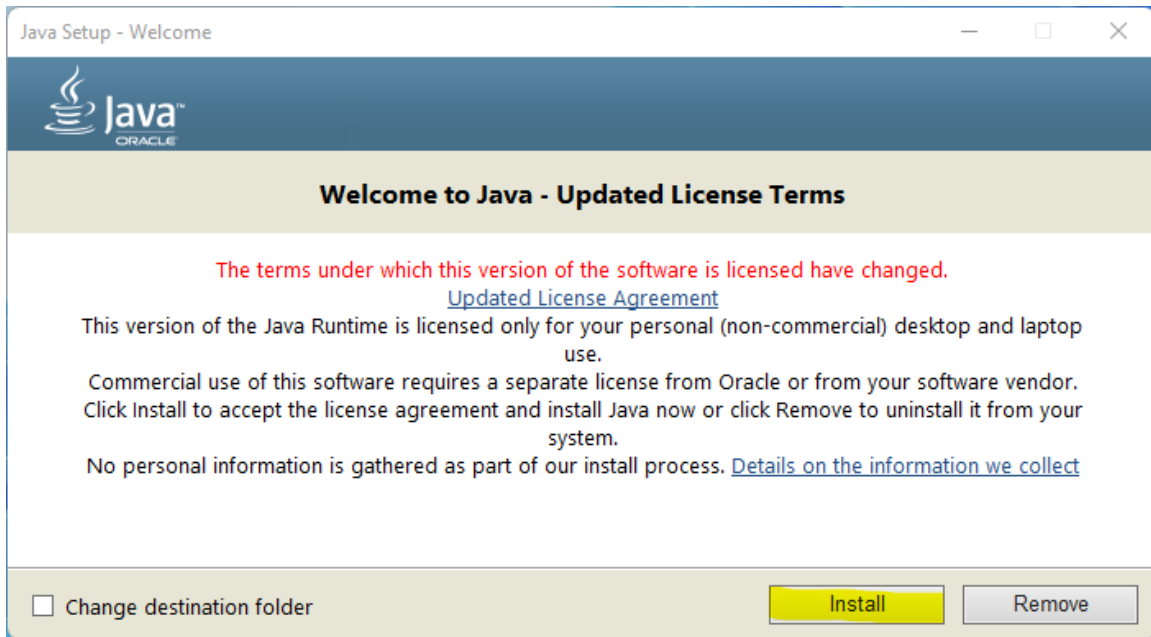 Java Setup - Welcome
Java™
ORACLE
Welcome to Java - Updated License Terms
The terms under which this version of the software is licensed have changed.
Updated License Agreement
This version of the Java Runtime is licensed only for your personal (non-commercial) desktop and laptop
use.
Commercial use of this software requires a separate license from Oracle or from your software vendor.
Click Install to accept the license agreement and install Java now or click Remove to uninstall it from your
system.
No personal information is gathered as part of our install process. Details on the information we collect
Change destination folder
Install
Remove